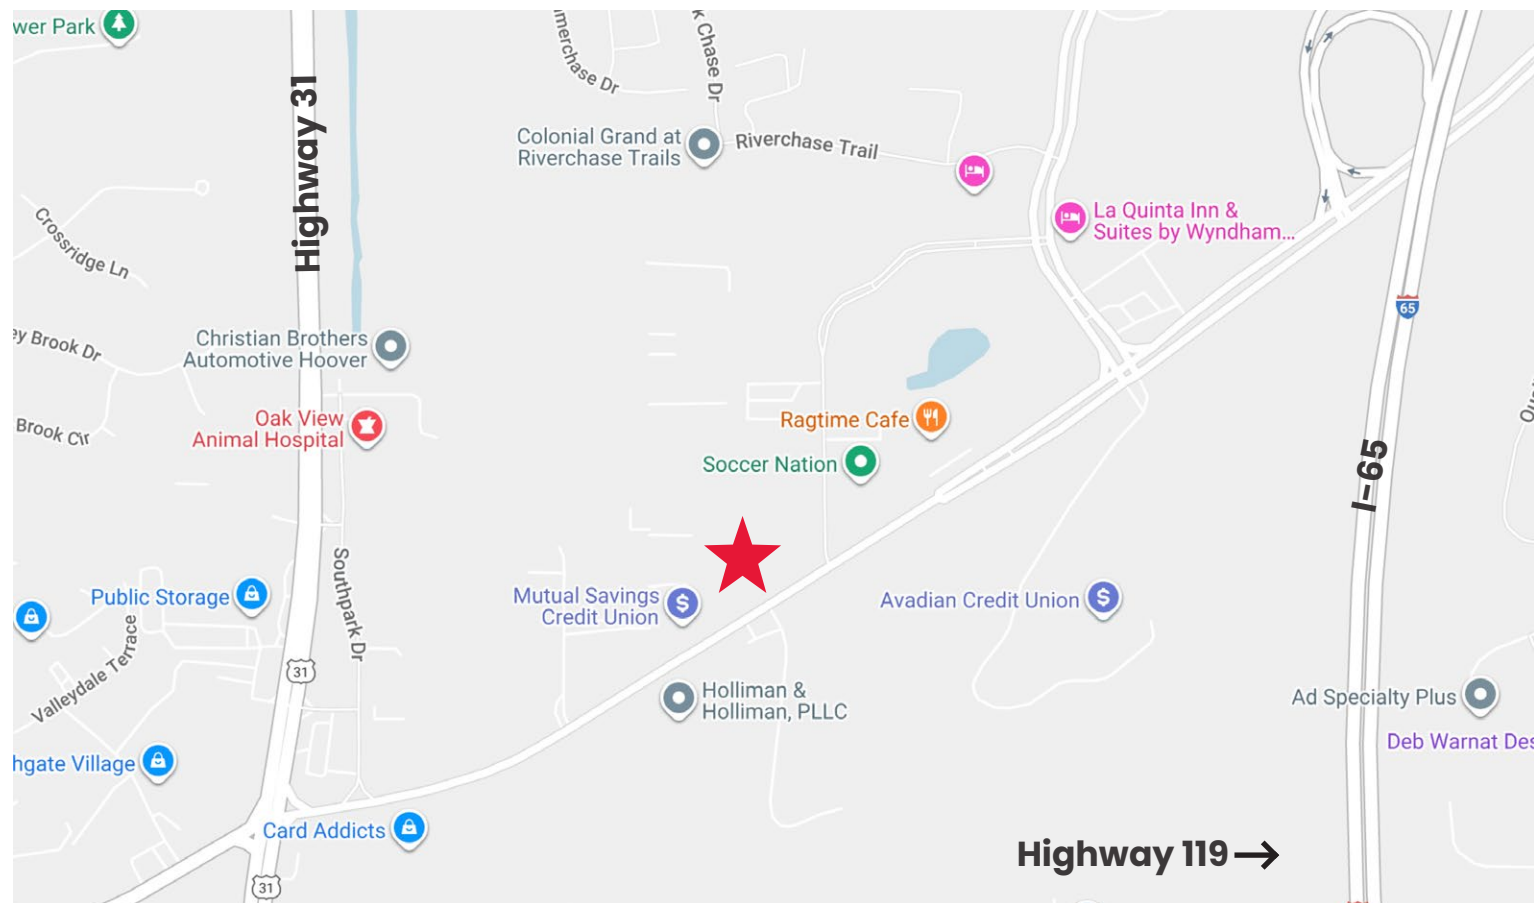 wer Park
Highway 31
merchase Dr
k Chase Dr
Colonial Grand at
Riverchase Trails
Riverchase Trail
La Quinta Inn &
Suites by Wyndham...
Crossridge Ln
65
ey Brook Dr
Christian Brothers
Automotive Hoover
Brook Cir
Oak View
Animal Hospital
Ragtime Cafe
Soccer Nation
I-65
Southpark Dr
Public Storage
Mutual Savings
Credit Union
Avadian Credit Union
Valleydale Terrace
31
Holliman &
Holliman, PLLC
Ad Specialty Plus
Deb Warnat Des
hgate Village
Card Addicts
Highway 119
31